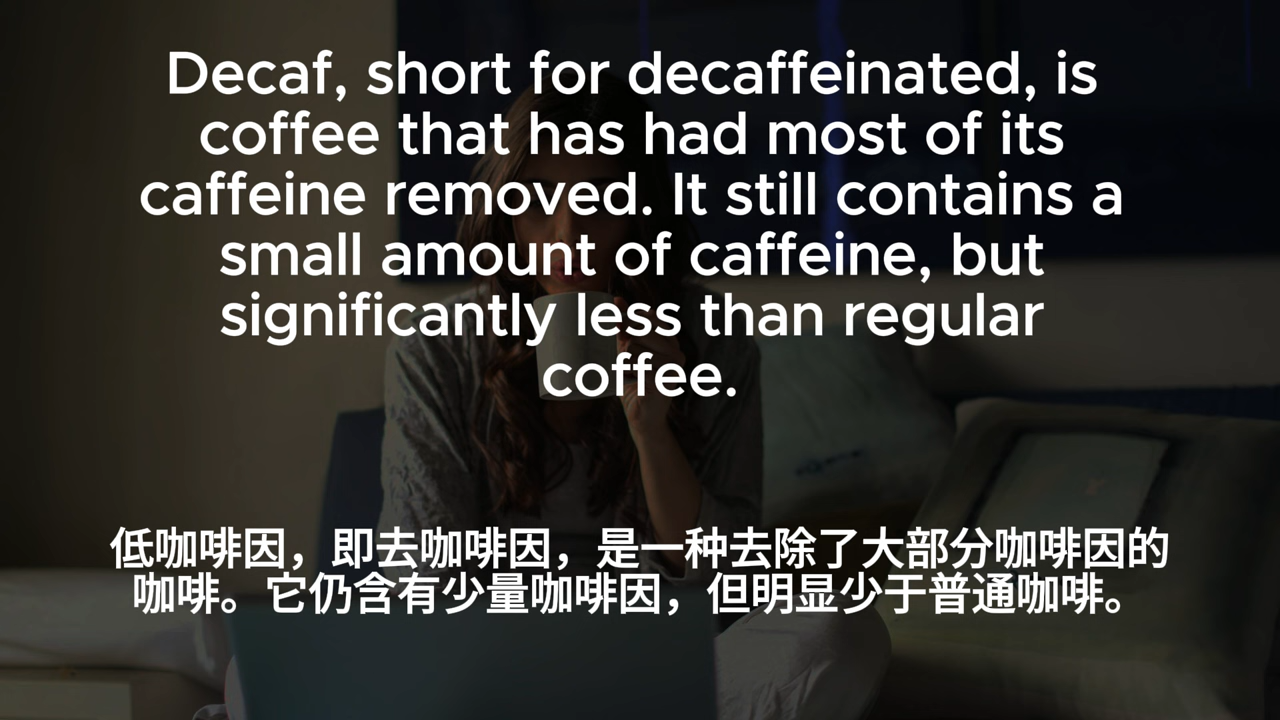 Decaf, short for decaffeinated, is
coffee that has had most of its
caffeine removed. It still contains a
small amount of caffeine, but
significantly less than regular
coffee.
低咖啡因，即去咖啡因，是一种去除了大部分咖啡因的
咖啡。它仍含有少量咖啡因，但明显少于普通咖啡。